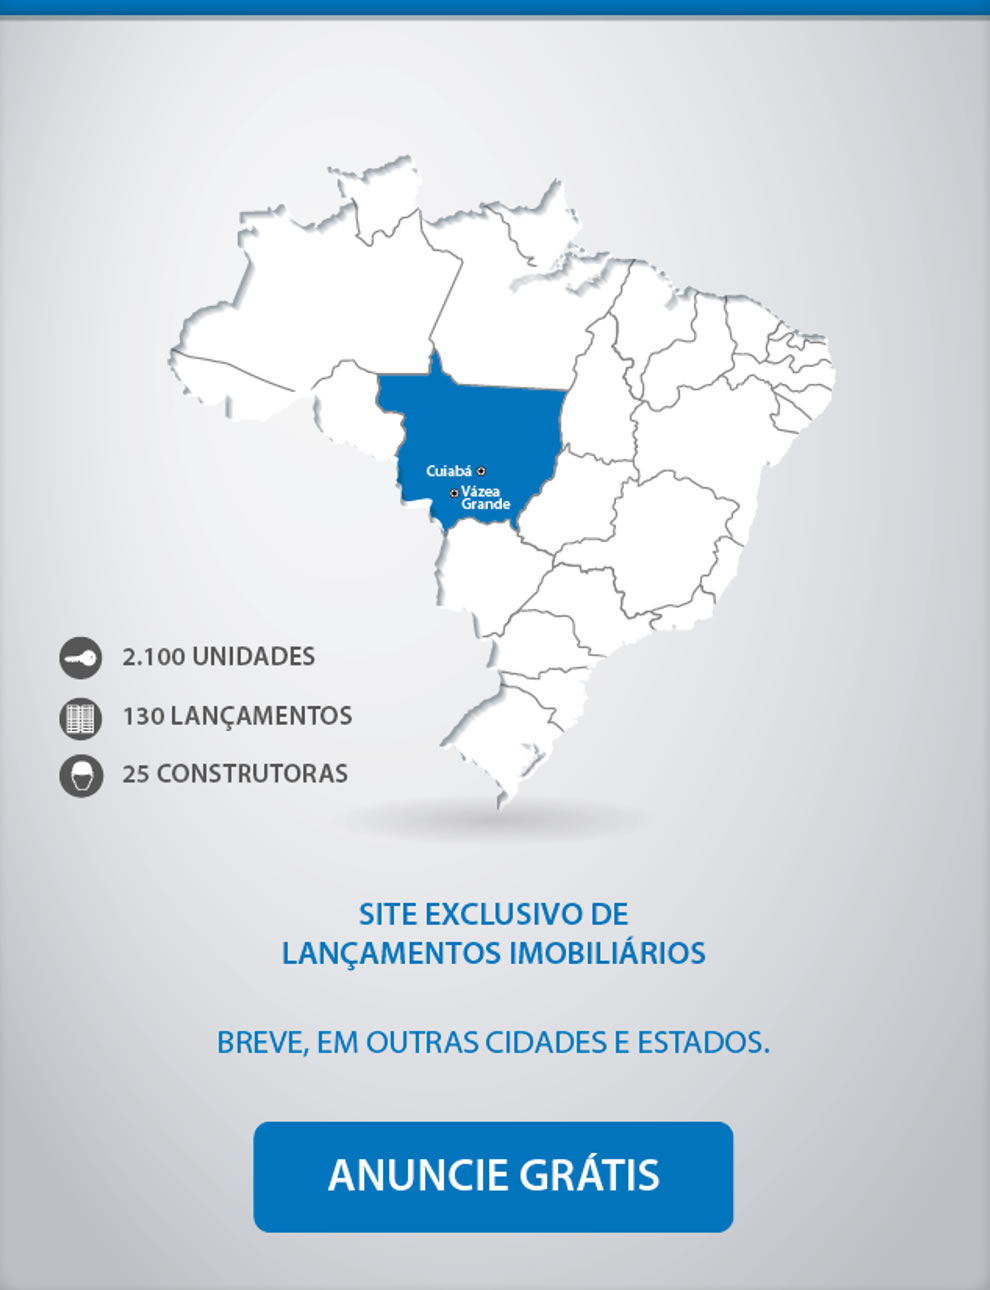 Cuiabá
Vázea
Grande
2.100 UNIDADES
130 LANÇAMENTOS
25 CONSTRUTORAS
SITE EXCLUSIVO DE
LANÇAMENTOS IMOBILIÁRIOS
BREVE, EM OUTRAS CIDADES E ESTADOS.
ANUNCIE GRÁTIS